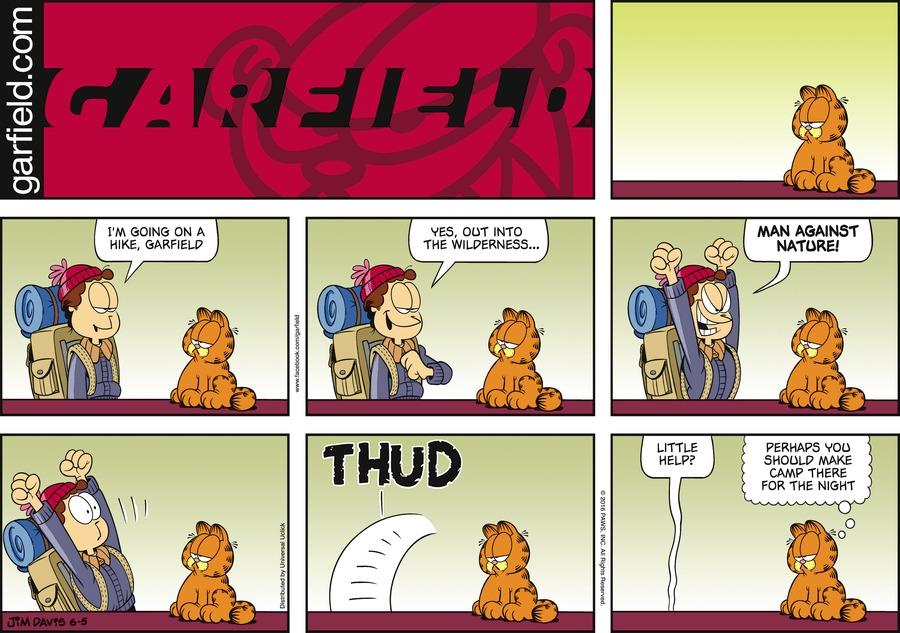 garfield.com
GARFIELD
I'M GOING ON A
HIKE, GARFIELD
www.facebook.com/garfield
YES, OUT INTO
THE WILDERNESS...
MAN AGAINST
NATURE!
JIM DAVIS 6-5
Distributed by Universal Uclick
THUD
© 2016 PAWS, INC. All Rights Reserved.
LITTLE
HELP?
PERHAPS YOU
SHOULD MAKE
CAMP THERE
FOR THE NIGHT